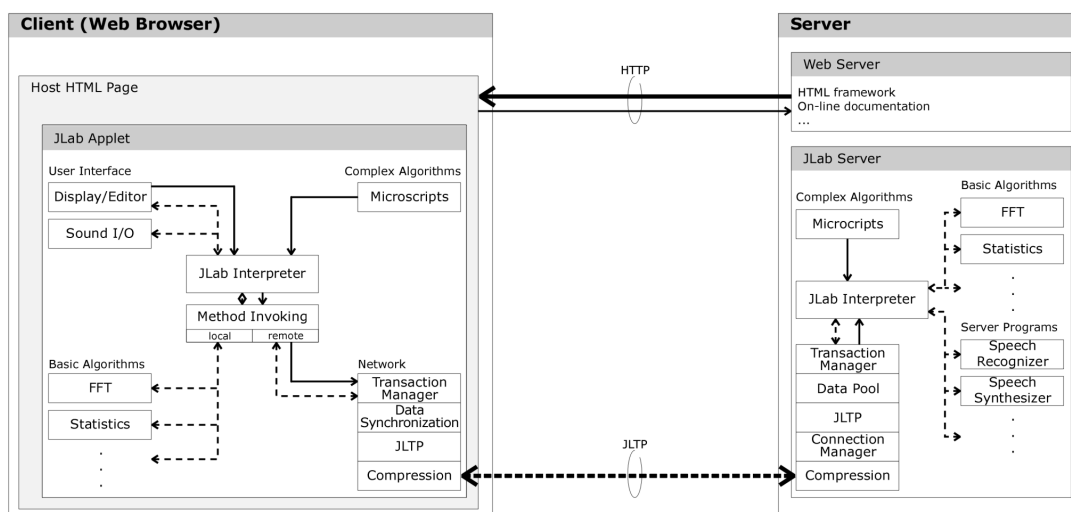 Client (Web Browser)
Host HTML Page
JLab Applet
User Interface
Display/Editor
Sound I/O
Complex Algorithms
Microscripts
JLab Interpreter
Method Invoking
local
remote
Basic Algorithms
FFT
Statistics
.
.
.
Network
Transaction
Manager
Data
Synchronization
JLTP
Compression
HTTP
JLTP
Server
Web Server
HTML framework
On-line documentation
...
JLab Server
Complex Algorithms
Microcripts
JLab Interpreter
Transaction
Manager
Data Pool
JLTP
Connection
Manager
Compression
Basic Algorithms
FFT
Statistics
.
.
.
Server Programs
Speech
Recognizer
Speech
Synthesizer
.
.
.